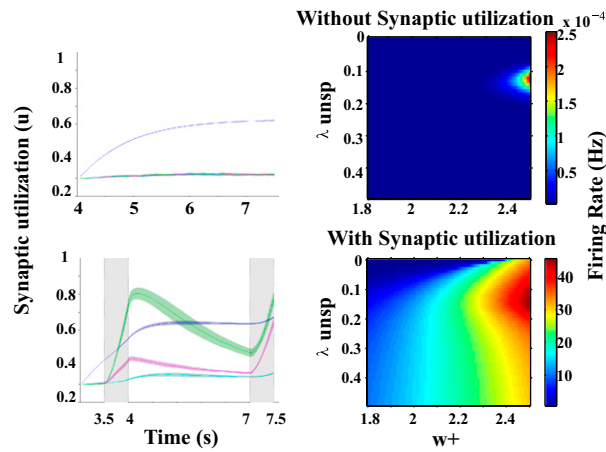 Without Synaptic utilization x 10⁻⁴
Synaptic utilization (u)
1
0.8
0.6
0.4
0.2
4 5 6 7
λ unsp
0
0.1
0.2
0.3
0.4
1.8 2 2.2 2.4
2.5
2
1.5
1
0.5
Firing Rate (Hz)
With Synaptic utilization
1
0.8
0.6
0.4
0.2
3.5 4 7 7.5
Time (s)
λ unsp
0
0.1
0.2
0.3
0.4
1.8 2 2.2 2.4
w+
40
30
20
10